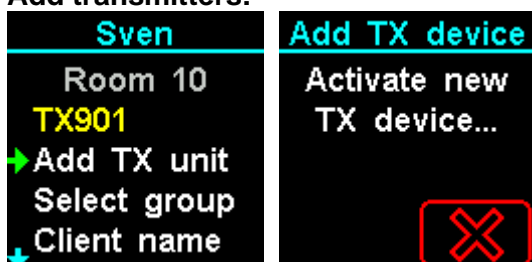 Add transmitters:
Sven
Room 10
TX901
Add TX unit
Select group
Client name
Add TX device
Activate new
TX device...